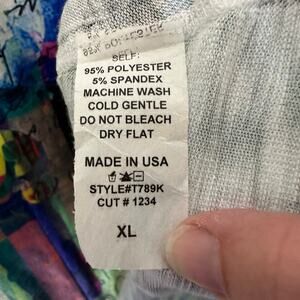 SELF:
95% POLYESTER
5% SPANDEX
MACHINE WASH
COLD GENTLE
DO NOT BLEACH
DRY FLAT
MADE IN USA
STYLE#T789K
CUT # 1234
XL